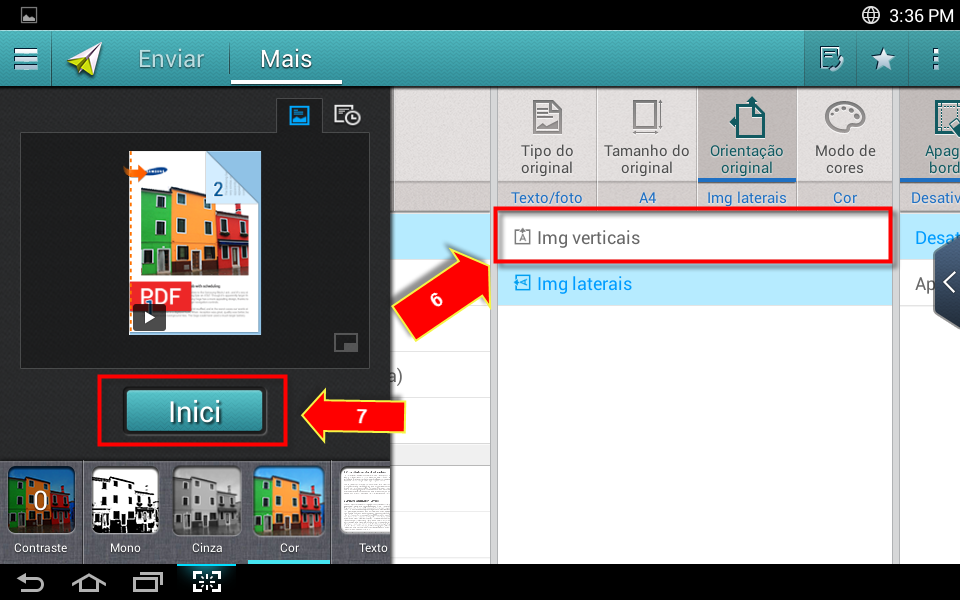 3:36 PM
Enviar
Mais
SAMSUNG
2
PDF
Inici
7
6
0
Contraste
Mono
Cinza
Cor
Texto
a)
Tipo do
original
Texto/foto
Tamanho do
original
A4
Orientação
original
Img laterais
Modo de
cores
Cor
Apag
bord
Desativ
A Img verticais
Img laterais
Desat
Ap